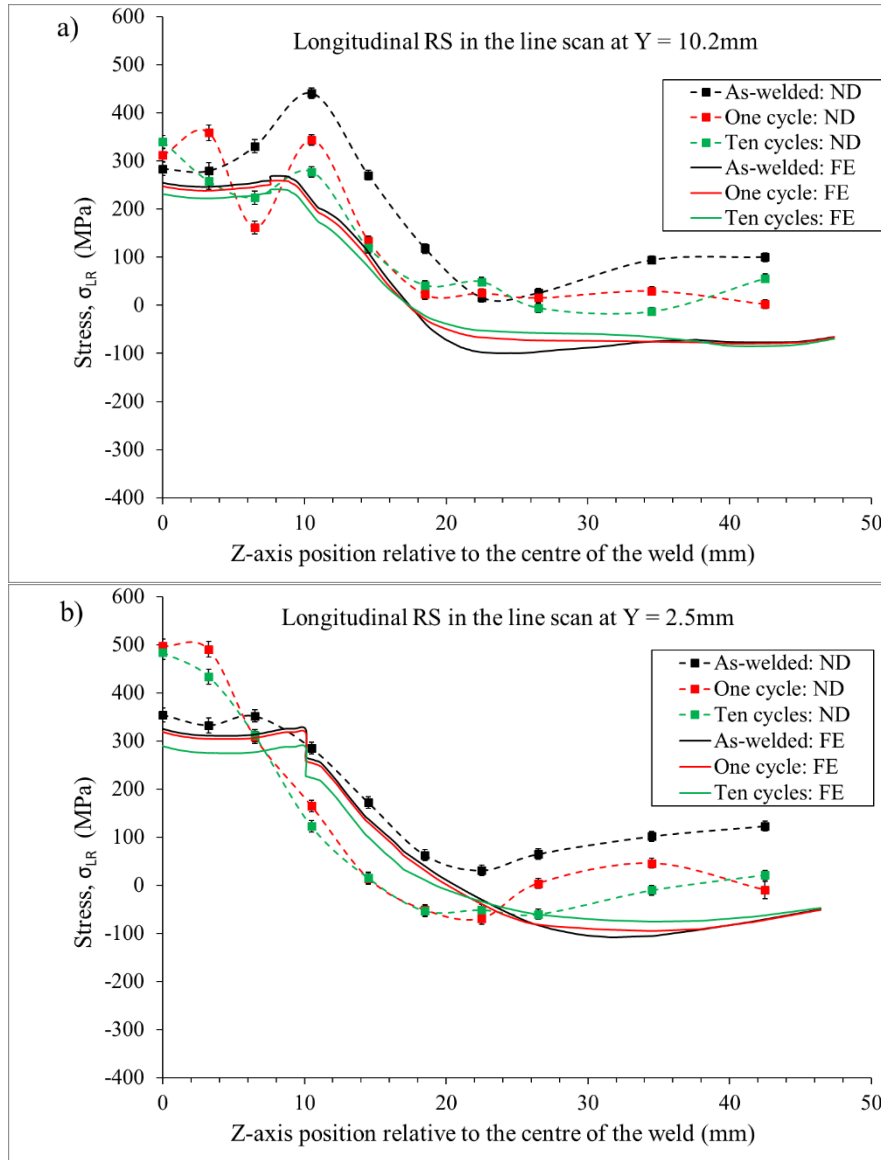 a)
Longitudinal RS in the line scan at Y = 10.2mm
600
500
400
300
200
100
0
-100
-200
-300
-400
Stress, σLR (MPa)
As-welded: ND
One cycle: ND
Ten cycles: ND
As-welded: FE
One cycle: FE
Ten cycles: FE
0 10 20 30 40 50
Z-axis position relative to the centre of the weld (mm)
b)
Longitudinal RS in the line scan at Y = 2.5mm
600
500
400
300
200
100
0
-100
-200
-300
-400
Stress, σLR (MPa)
As-welded: ND
One cycle: ND
Ten cycles: ND
As-welded: FE
One cycle: FE
Ten cycles: FE
0 10 20 30 40 50
Z-axis position relative to the centre of the weld (mm)